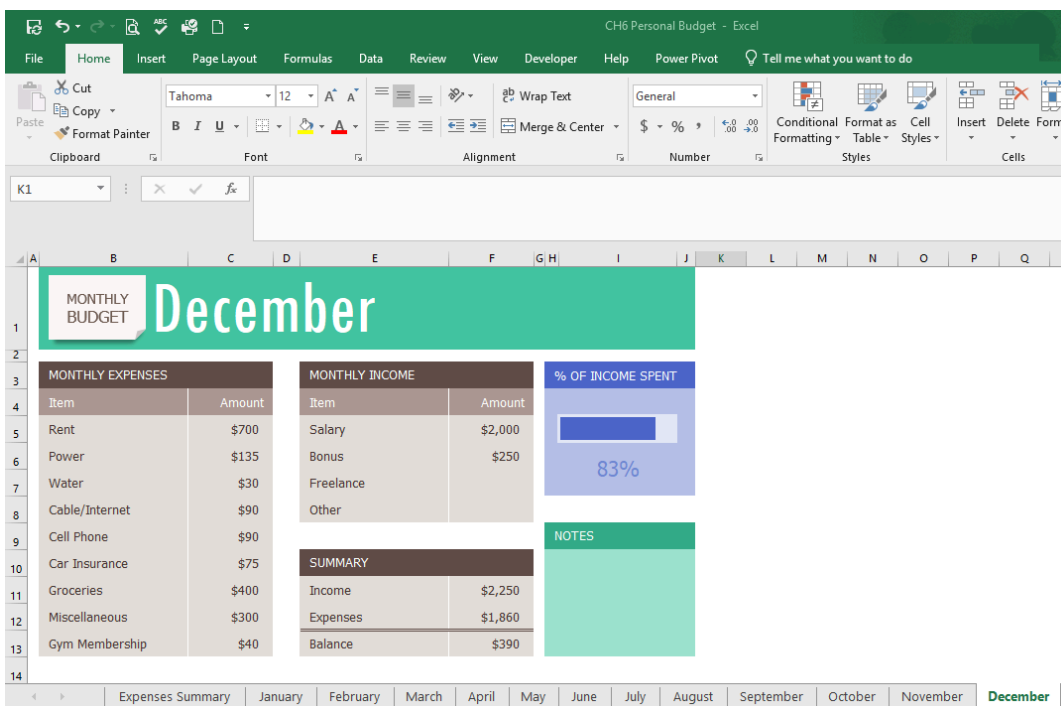 ABC
CH6 Personal Budget - Excel
File Home Insert Page Layout Formulas Data Review View Developer Help Power Pivot Tell me what you want to do
Paste
Cut
Copy
Format Painter
Clipboard
Tahoma 12 A A
B I U A
Font
ab Wrap Text
Merge & Center
Alignment
General
$ % , .00 .0
Number
Conditional Formatting
Format as Table
Cell Styles
Styles
Insert Delete Form
Cells
K1 fx
A B C D E F G H I J K L M N O P Q
1 2 3 4 5 6 7 8 9 10 11 12 13 14
MONTHLY
BUDGET
December
MONTHLY EXPENSES
Item Amount
Rent $700
Power $135
Water $30
Cable/Internet $90
Cell Phone $90
Car Insurance $75
Groceries $400
Miscellaneous $300
Gym Membership $40
MONTHLY INCOME
Item Amount
Salary $2,000
Bonus $250
Freelance
Other
SUMMARY
Income $2,250
Expenses $1,860
Balance $390
% OF INCOME SPENT
83%
NOTES
Expenses Summary January February March April May June July August September October November December